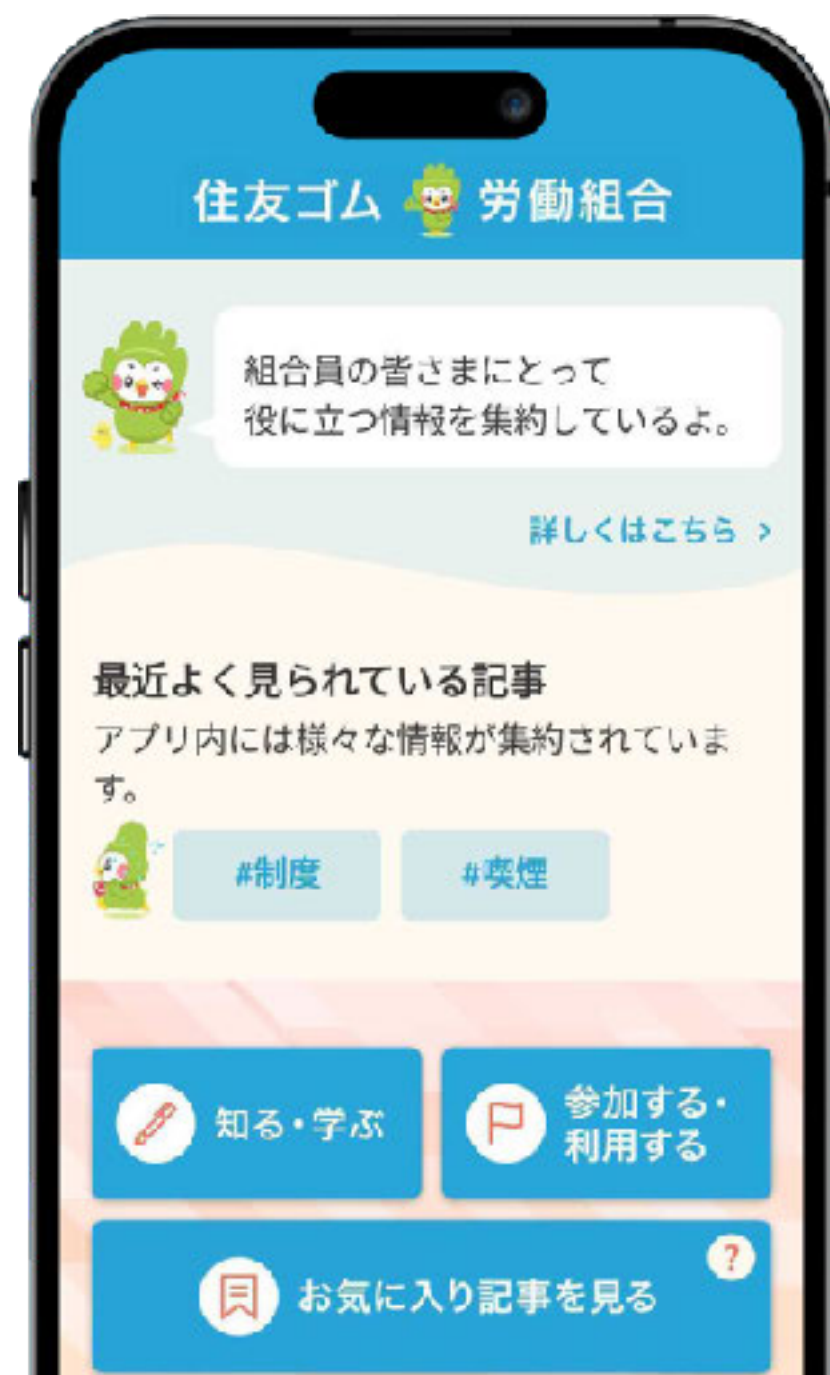 住友ゴム 労働組合
組合員の皆さまにとって
役に立つ情報を集約しているよ。
詳しくはこちら >
最近よく見られている記事
アプリ内には様々な情報が集約されていま
す。
#制度 #喫煙
知る・学ぶ
参加する・
利用する
?
お気に入り記事を見る